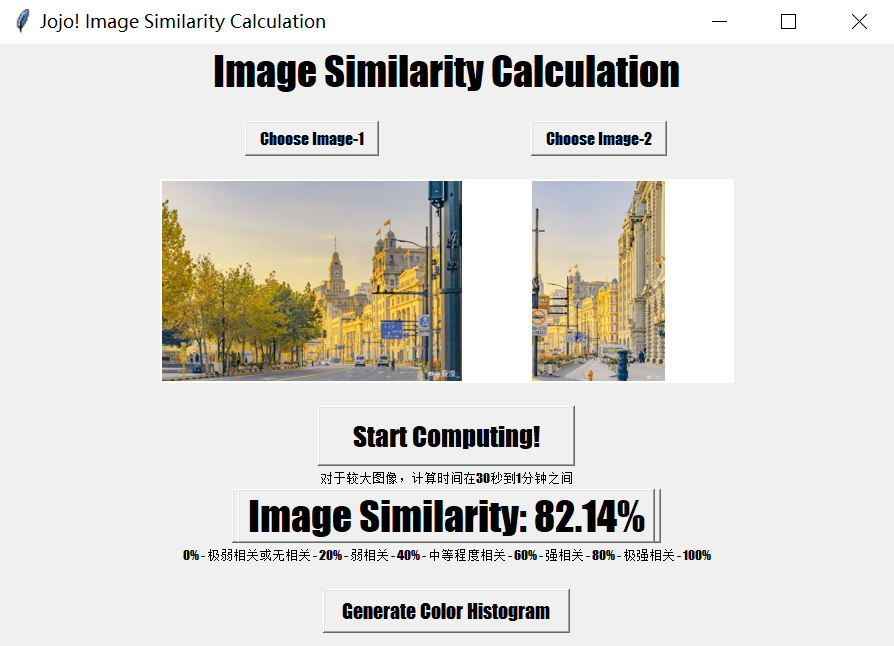 Jojo! Image Similarity Calculation
Image Similarity Calculation
Choose Image-1
Choose Image-2
Start Computing!
对于较大图像，计算时间在30秒到1分钟之间
Image Similarity: 82.14%
0% - 极弱相关或无相关 - 20% - 弱相关 - 40% - 中等程度相关 - 60% - 强相关 - 80% - 极强相关 - 100%
Generate Color Histogram